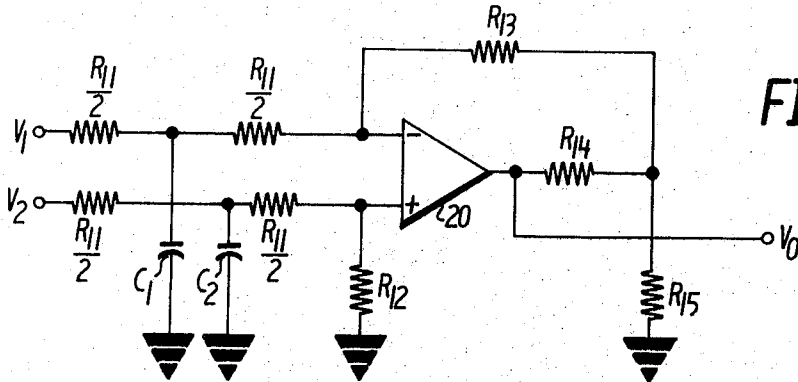 R13
R11/2
R11/2
FI
V1
R14
-
V2
+
20
R11/2
R11/2
V0
C1
C2
R12
R15